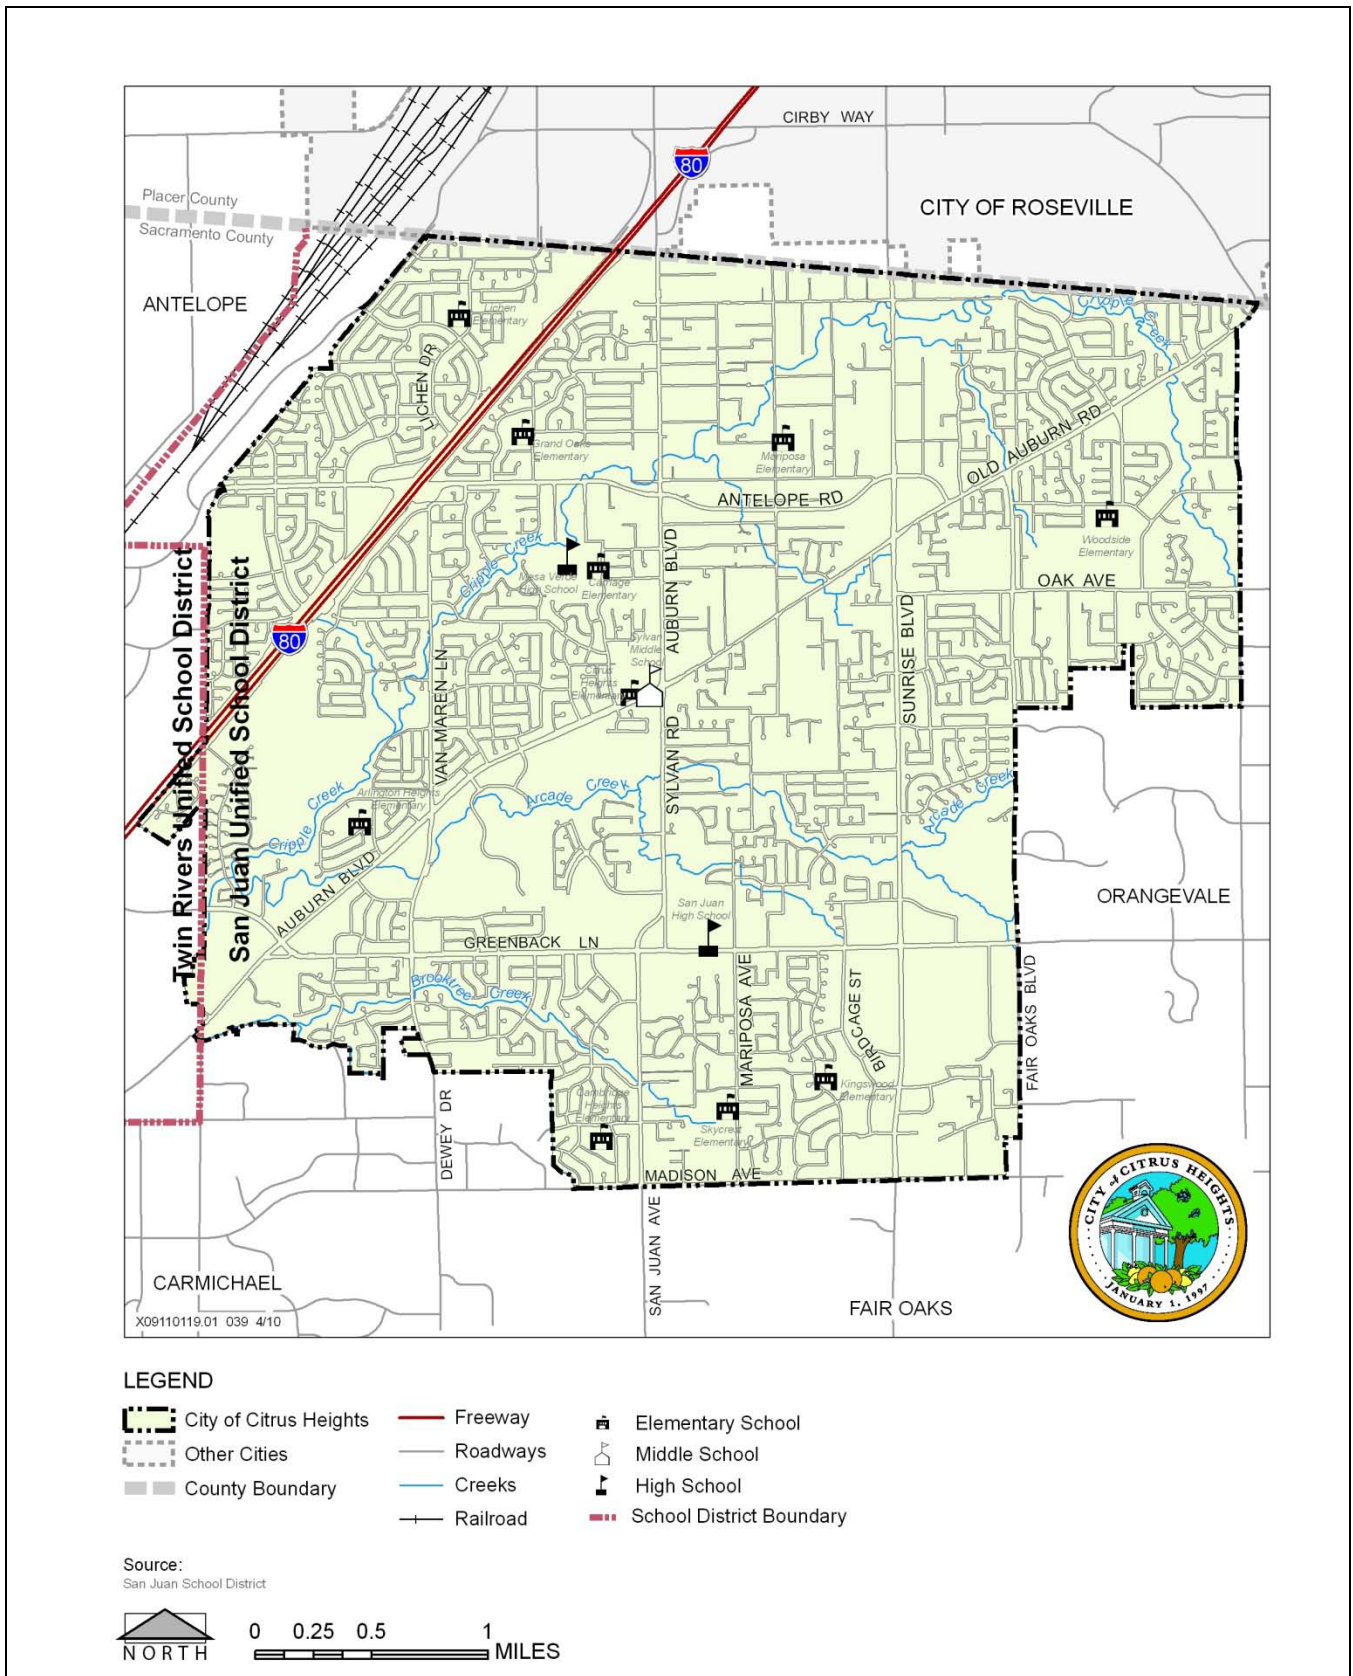 CIRBY WAY
80
Placer County
CITY OF ROSEVILLE
Sacramento County
ANTELOPE
Cripple
Creek
Lichen
Elementary
LICHEN DR
OLD AUBURN RD
Grand Oaks
Elementary
Mariposa
Elementary
ANTELOPE RD
Woodside
Elementary
Cripple Creek
Mesa Verde
High School
Carriage
Elementary
AUBURN BLVD
OAK AVE
Twin Rivers Unified School District
San Juan Unified School District
80
SUNRISE BLVD
Sylvan
Middle
School
Citrus
Heights
Elementary
VAN MAREN LN
SYLVAN RD
Arlington Heights
Elementary
Cripple Creek
Arcade Creek
Arcade Creek
AUBURN BLVD
ORANGEVALE
San Juan
High School
GREENBACK LN
Brooktree Creek
MARIPOSA AVE
BIRDCAGE ST
FAIR OAKS BLVD
Kingswood
Elementary
Cambridge
Heights
Elementary
Skycrest
Elementary
DEWEY DR
MADISON AVE
SAN JUAN AVE
CARMICHAEL
FAIR OAKS
CITY of CITRUS HEIGHTS
JANUARY 1, 1997
X09110119.01 039 4/10
LEGEND
City of Citrus Heights
Other Cities
County Boundary
Freeway
Roadways
Creeks
Railroad
Elementary School
Middle School
High School
School District Boundary
Source:
San Juan School District
NORTH
0 0.25 0.5 1
MILES